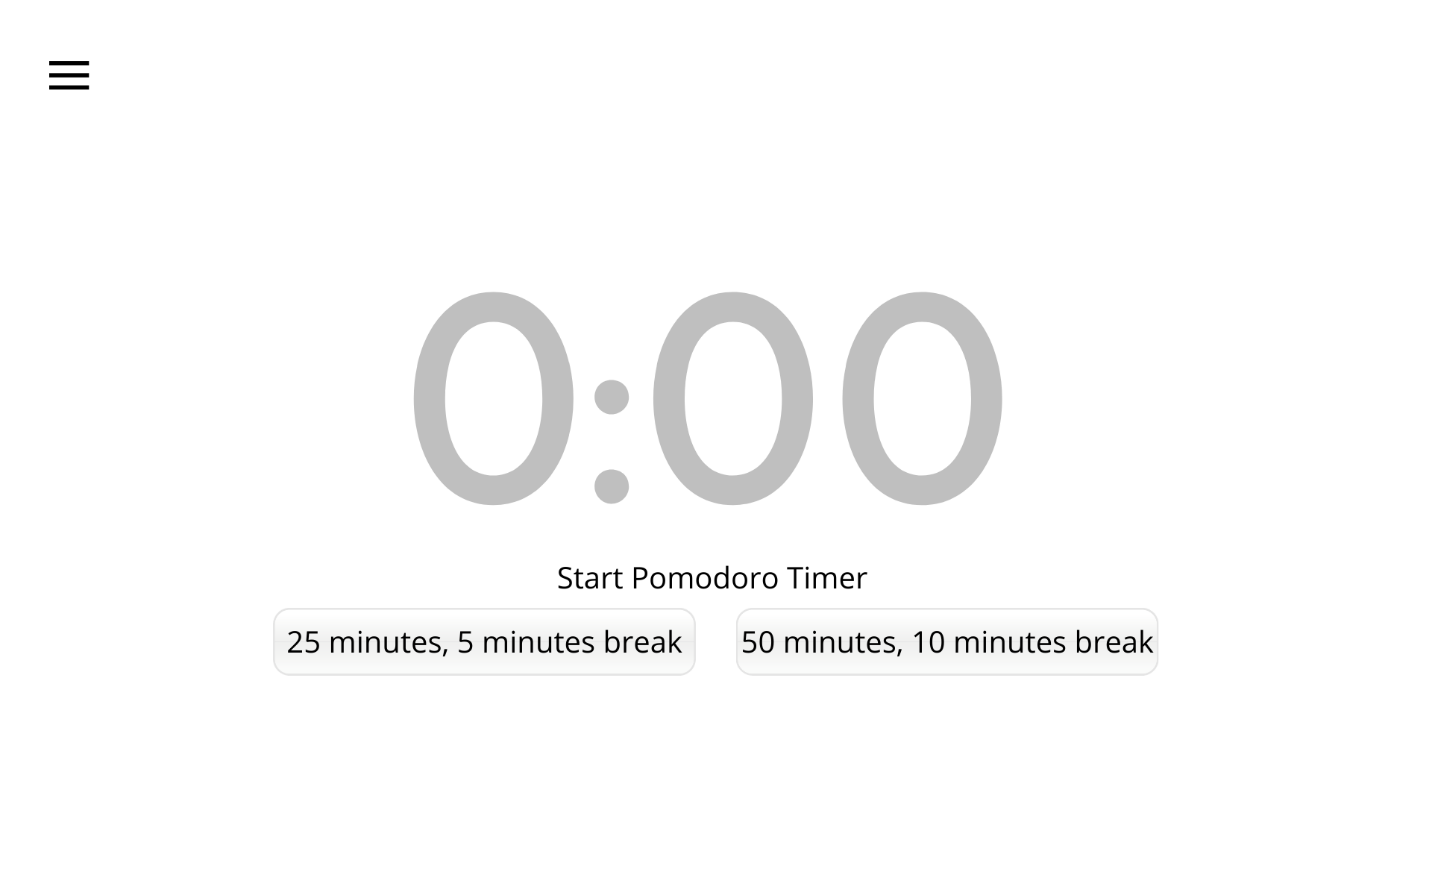 0:00
Start Pomodoro Timer
25 minutes, 5 minutes break
50 minutes, 10 minutes break